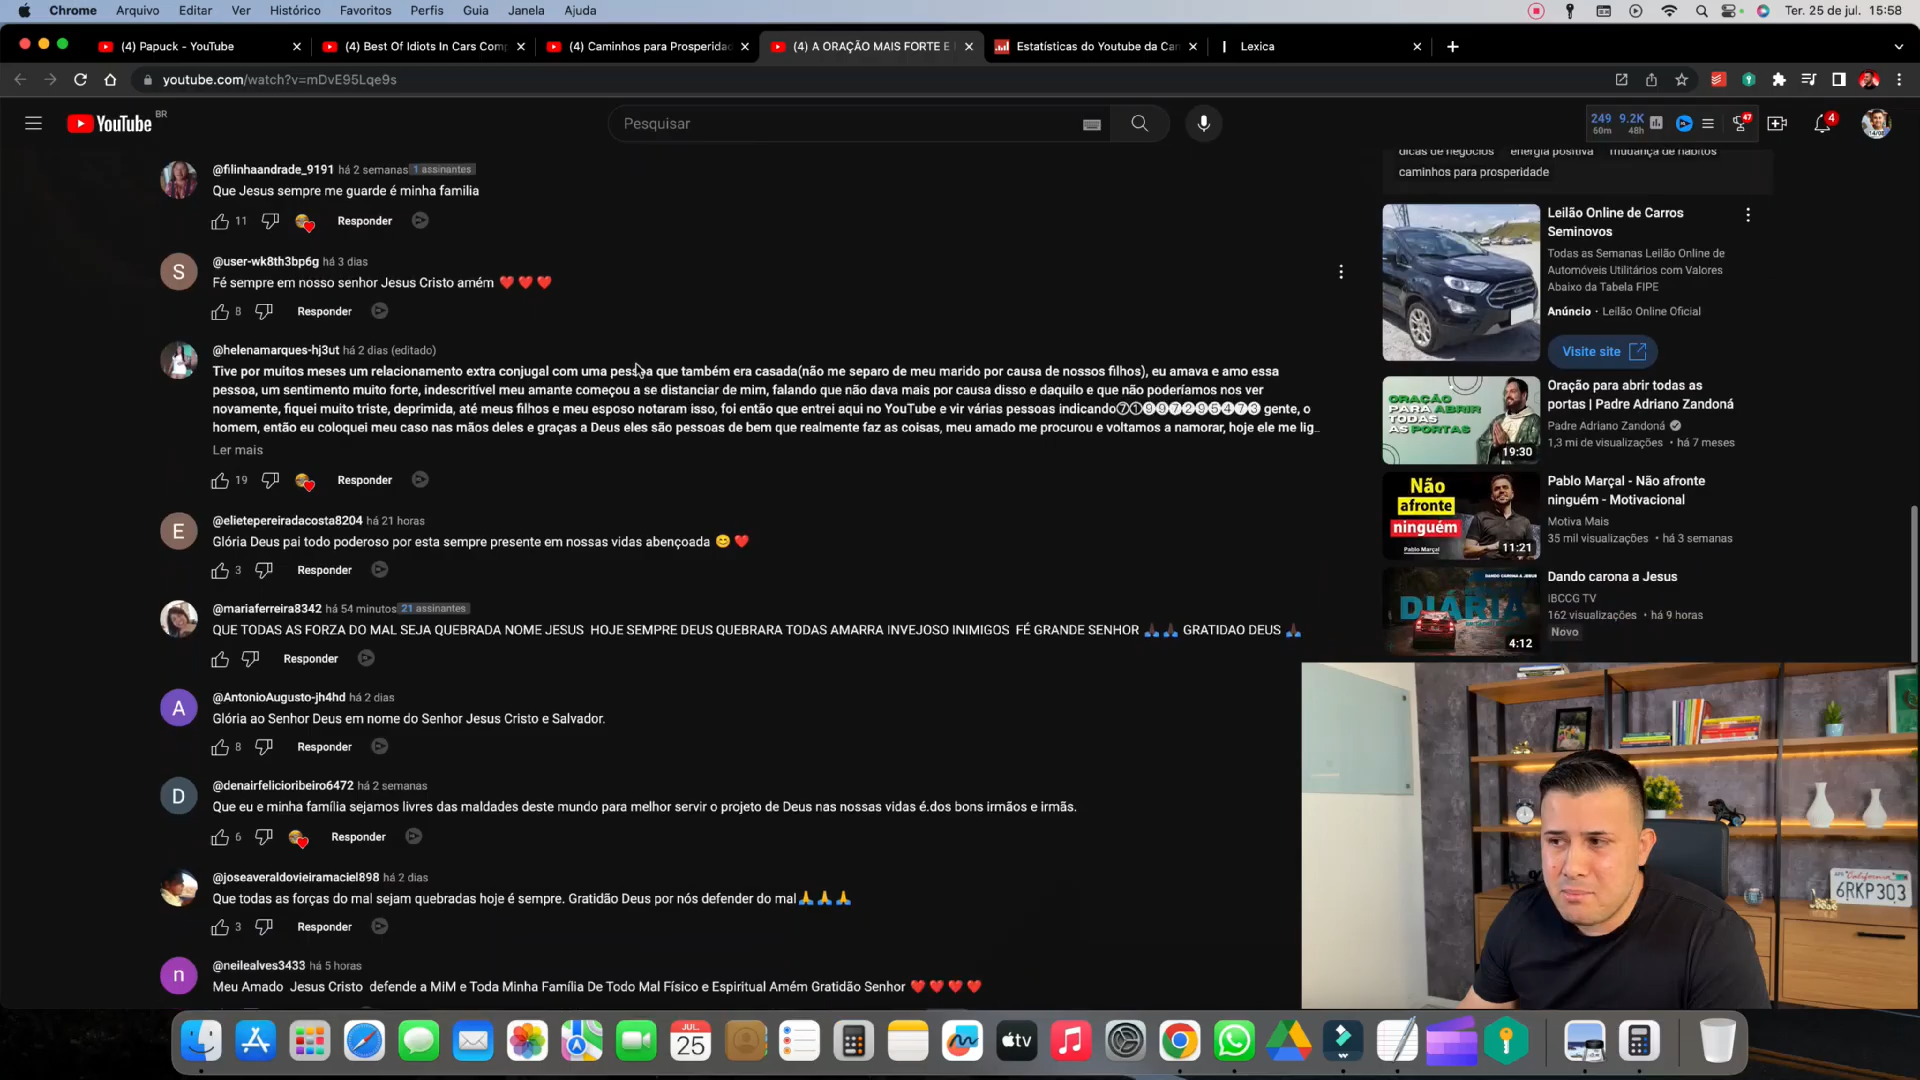 Chrome Arquivo Editar Ver Histórico Favoritos Perfis Guia Janela Ajuda Ter. 25 de jul. 15:58
(4) Papuck - YouTube
(4) Best Of Idiots In Cars Com
(4) Caminhos para Prosperidad
(4) A ORAÇÃO MAIS FORTE E
Estatísticas do Youtube da Can
Lexica
youtube.com/watch?v=mDvE95Lqe9s
YouTube BR
Pesquisar
249 9.2K
60m 48h
47
4
@filinhaandrade_9191 há 2 semanas 1 assinantes
Que Jesus sempre me guarde é minha familia
11 Responder
@user-wk8th3bp6g há 3 dias
Fé sempre em nosso senhor Jesus Cristo amém ❤️ ❤️ ❤️
8 Responder
S
@helenamarques-hj3ut há 2 dias (editado)
Tive por muitos meses um relacionamento extra conjugal com uma pessoa que também era casada(não me separo de meu marido por causa de nossos filhos), eu amava e amo essa
pessoa, um sentimento muito forte, indescritível meu amante começou a se distanciar de mim, falando que não dava mais por causa disso e daquilo e que não poderíamos nos ver
novamente, fiquei muito triste, deprimida, até meus filhos e meu esposo notaram isso, foi então que entrei aqui no YouTube e vir várias pessoas indicando⓻⓵⓽⓽⓻⓶⓽⓹⓸⓻⓷ gente, o
homem, então eu coloquei meu caso nas mãos deles e graças a Deus eles são pessoas de bem que realmente faz as coisas, meu amado me procurou e voltamos a namorar, hoje ele me lig...
Ler mais
19 Responder
E
@elietepereiradacosta8204 há 21 horas
Glória Deus pai todo poderoso por esta sempre presente em nossas vidas abençoada 😊 ❤️
3 Responder
@mariaferreira8342 há 54 minutos 21 assinantes
QUE TODAS AS FORZA DO MAL SEJA QUEBRADA NOME JESUS HOJE SEMPRE DEUS QUEBRARA TODAS AMARRA INVEJOSO INIMIGOS FÉ GRANDE SENHOR 🙏🏿 🙏🏿 GRATIDAO DEUS 🙏🏿
Responder
A
@AntonioAugusto-jh4hd há 2 dias
Glória ao Senhor Deus em nome do Senhor Jesus Cristo e Salvador.
8 Responder
D
@denairfelicioribeiro6472 há 2 semanas
Que eu e minha família sejamos livres das maldades deste mundo para melhor servir o projeto de Deus nas nossas vidas é.dos bons irmãos e irmãs.
6 Responder
@joseaveraldovieiramaciel898 há 2 dias
Que todas as forças do mal sejam quebradas hoje é sempre. Gratidão Deus por nós defender do mal🙏 🙏 🙏
3 Responder
n
@neilealves3433 há 5 horas
Meu Amado Jesus Cristo defende a MiM e Toda Minha Família De Todo Mal Físico e Espiritual Amém Gratidão Senhor ❤️ ❤️ ❤️ ❤️
dicas de negócios energia positiva mudança de hábitos
caminhos para prosperidade
Leilão Online de Carros
Seminovos
Todas as Semanas Leilão Online de
Automóveis Utilitários com Valores
Abaixo da Tabela FIPE
Anúncio • Leilão Online Oficial
Visite site
ORAÇÃO
PARA ABRIR
TODAS
AS PORTAS
19:30
Oração para abrir todas as
portas | Padre Adriano Zandoná
Padre Adriano Zandoná
1,3 mi de visualizações • há 7 meses
Não
afronte
ninguém
Pablo Marçal
11:21
Pablo Marçal - Não afronte
ninguém - Motivacional
Motiva Mais
35 mil visualizações • há 3 semanas
DANDO CARONA A JESUS
DIÁRIA
4:12
Dando carona a Jesus
IBCCG TV
162 visualizações • há 9 horas
Novo
6RKP303
JUL.
25
tv